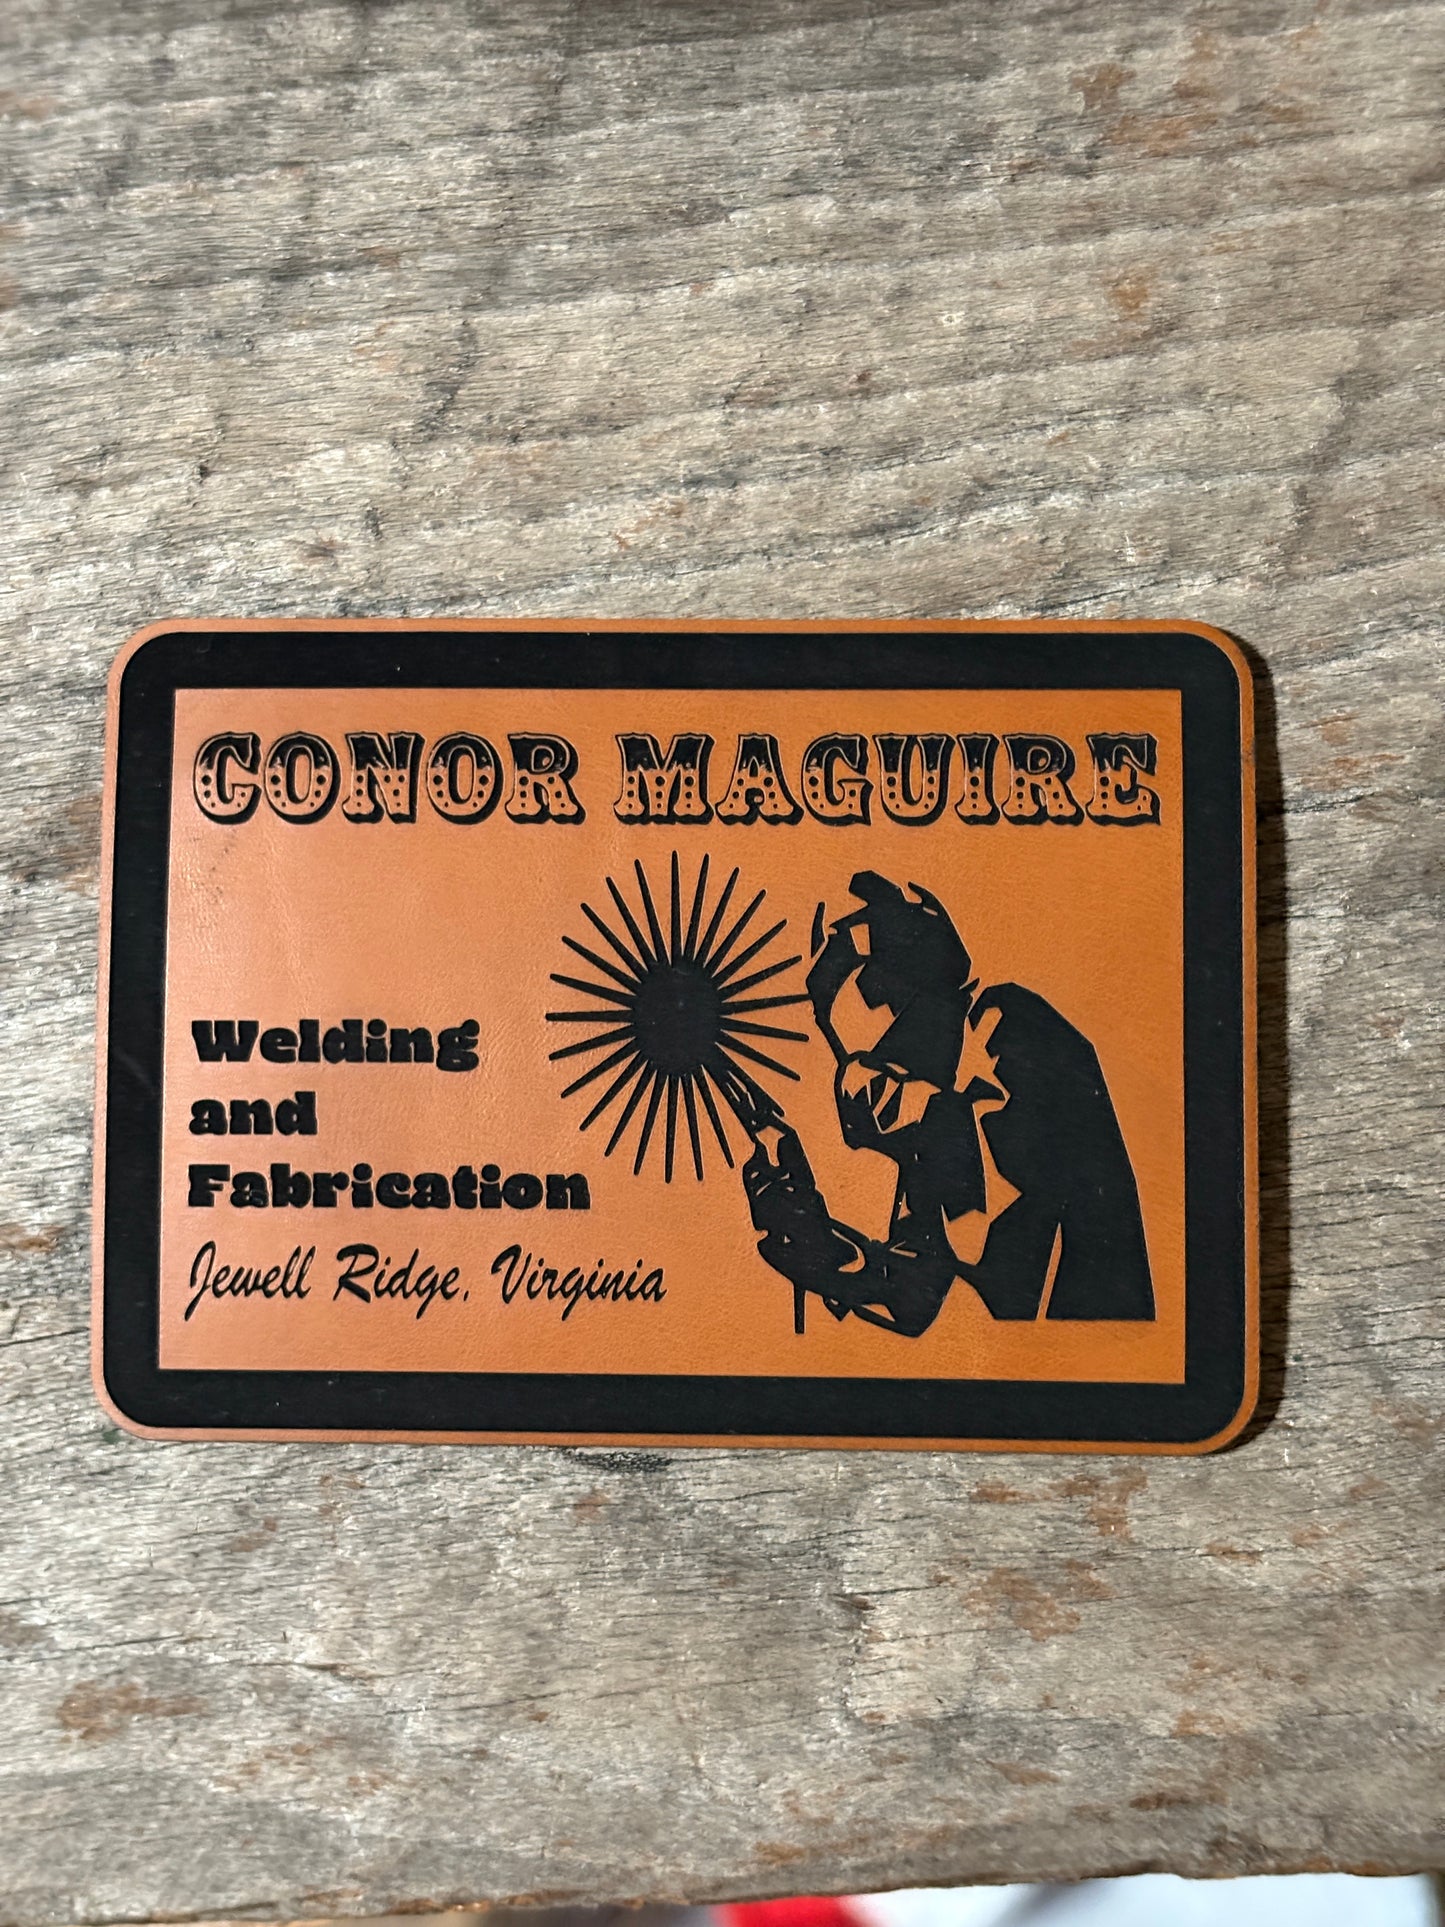 CONOR MAGUIRE
Welding
and
Fabrication
Jewell Ridge, Virginia